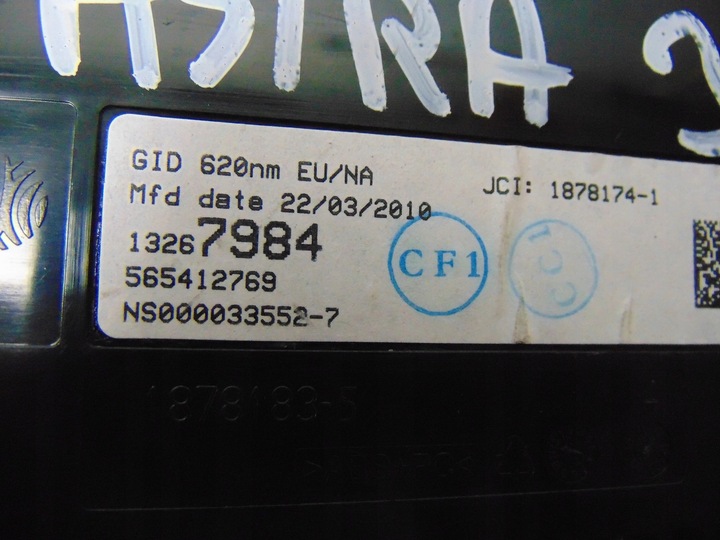 ASTRA J
GID 620nm EU/NA
JCI: 1878174-1
Mfd date 22/03/2010
13267984
565412769
NS000033552-7
CF1
CC1
1878183-5